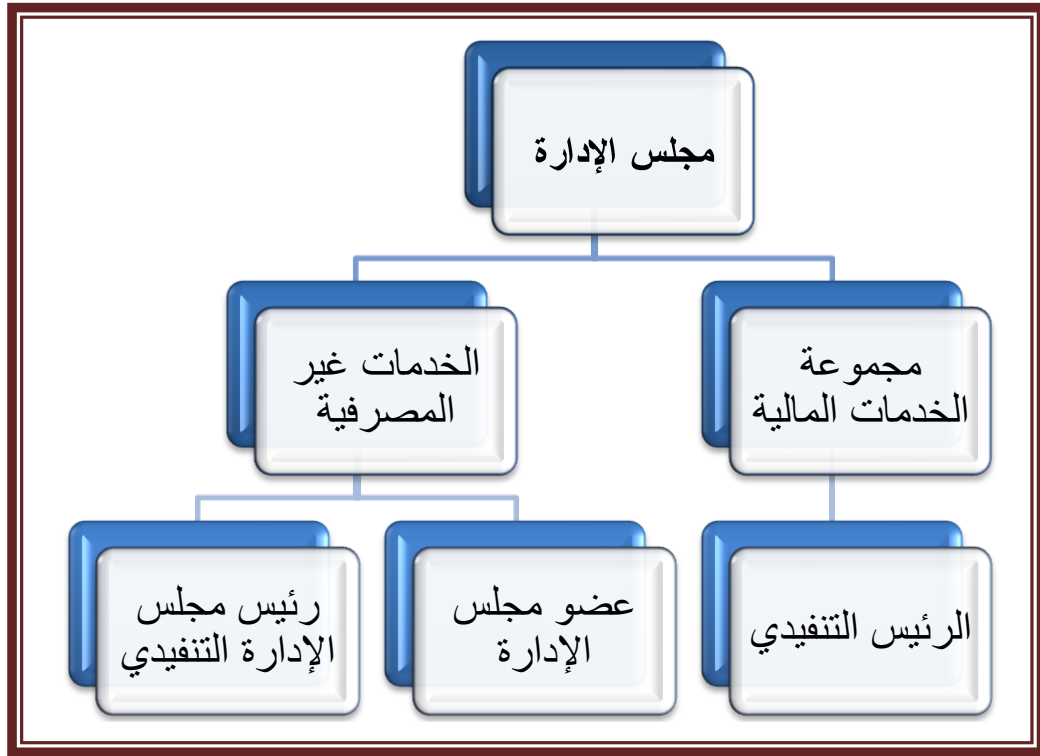 مجلس الإدارة
مجموعة
الخدمات المالية
الخدمات غير
المصرفية
الرئيس التنفيدي
عضو مجلس
الإدارة
رئيس مجلس
الإدارة التنفيدي